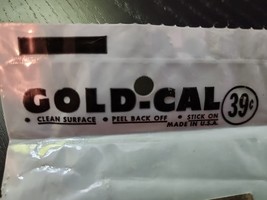 GOLD-CAL 39¢
• CLEAN SURFACE • PEEL BACK OFF • STICK ON
MADE IN U.S.A.